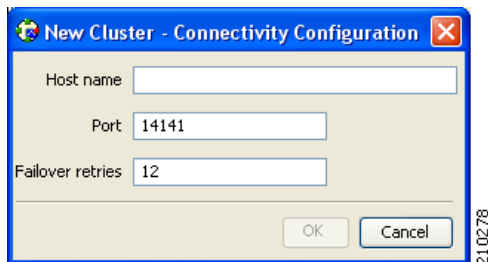 New Cluster - Connectivity Configuration
Host name
Port 14141
Failover retries 12
OK Cancel
210278